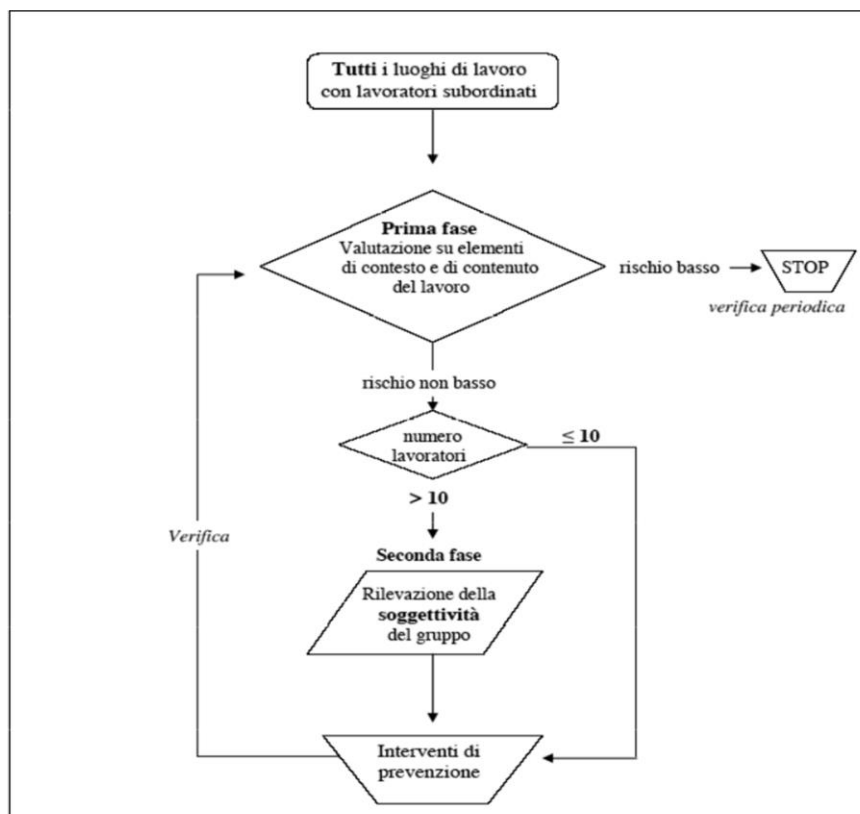 Tutti i luoghi di lavoro
con lavoratori subordinati
Prima fase
Valutazione su elementi
di contesto e di contenuto
del lavoro
rischio basso
STOP
verifica periodica
rischio non basso
numero
lavoratori
≤ 10
> 10
Verifica
Seconda fase
Rilevazione della
soggettività
del gruppo
Interventi di
prevenzione